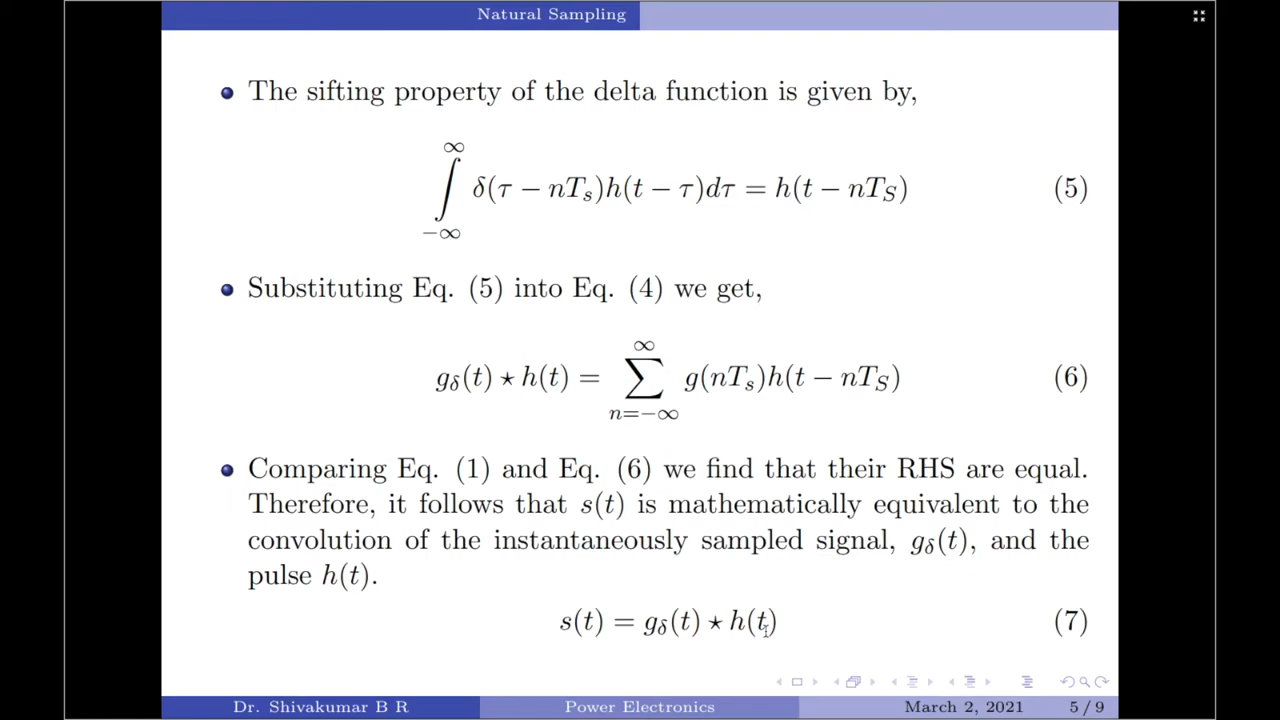 Natural Sampling
The sifting property of the delta function is given by,
∞
∫ δ(τ − nT_s)h(t − τ)dτ = h(t − nT_S) (5)
−∞
Substituting Eq. (5) into Eq. (4) we get,
∞
g_δ(t) ⋆ h(t) = ∑ g(nT_s)h(t − nT_S) (6)
n=−∞
Comparing Eq. (1) and Eq. (6) we find that their RHS are equal.
Therefore, it follows that s(t) is mathematically equivalent to the
convolution of the instantaneously sampled signal, g_δ(t), and the
pulse h(t).
s(t) = g_δ(t) ⋆ h(t) (7)
Dr. Shivakumar B R Power Electronics March 2, 2021 5 / 9